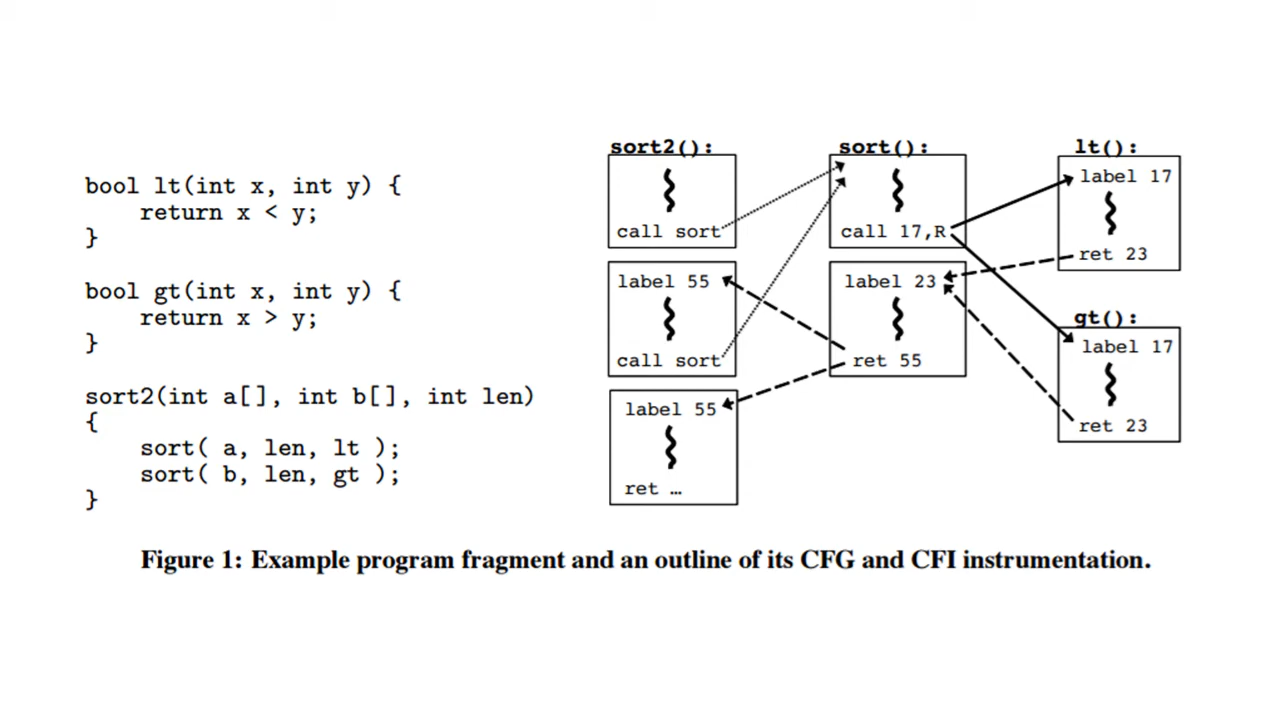 bool lt(int x, int y) {
    return x < y;
}
bool gt(int x, int y) {
    return x > y;
}
sort2(int a[], int b[], int len)
{
    sort( a, len, lt );
    sort( b, len, gt );
}
sort2():
call sort
label 55
call sort
label 55
ret …
sort():
call 17,R
label 23
ret 55
lt():
label 17
ret 23
gt():
label 17
ret 23
Figure 1: Example program fragment and an outline of its CFG and CFI instrumentation.